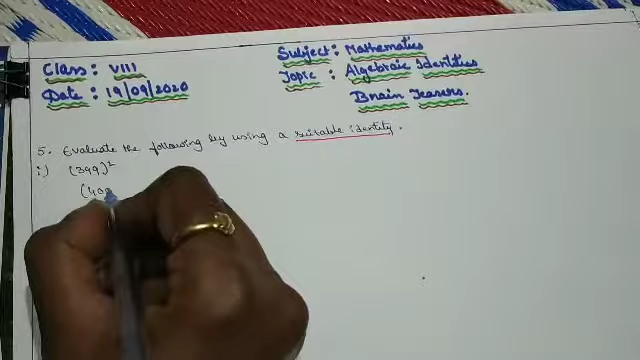 Class: VIII
Date: 19/09/2020
Subject: Mathematics
Topic: Algebraic Identities
Brain Teasers.
5. Evaluate the following by using a suitable identity.
i) (399)²
(400